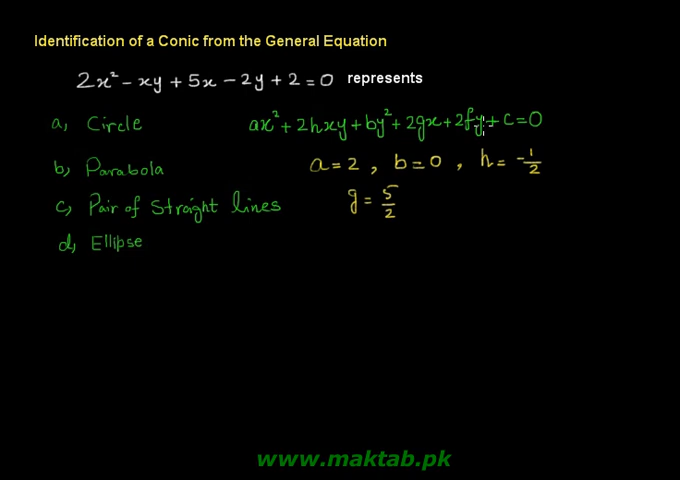 Identification of a Conic from the General Equation
2x² - xy + 5x - 2y + 2 = 0 represents
a, Circle
ax² + 2hxy + by² + 2gx + 2fy + c = 0
b, Parabola
a = 2 , b = 0 , h = -1/2
c, Pair of Straight lines
g = 5/2
d, Ellipse
www.maktab.pk